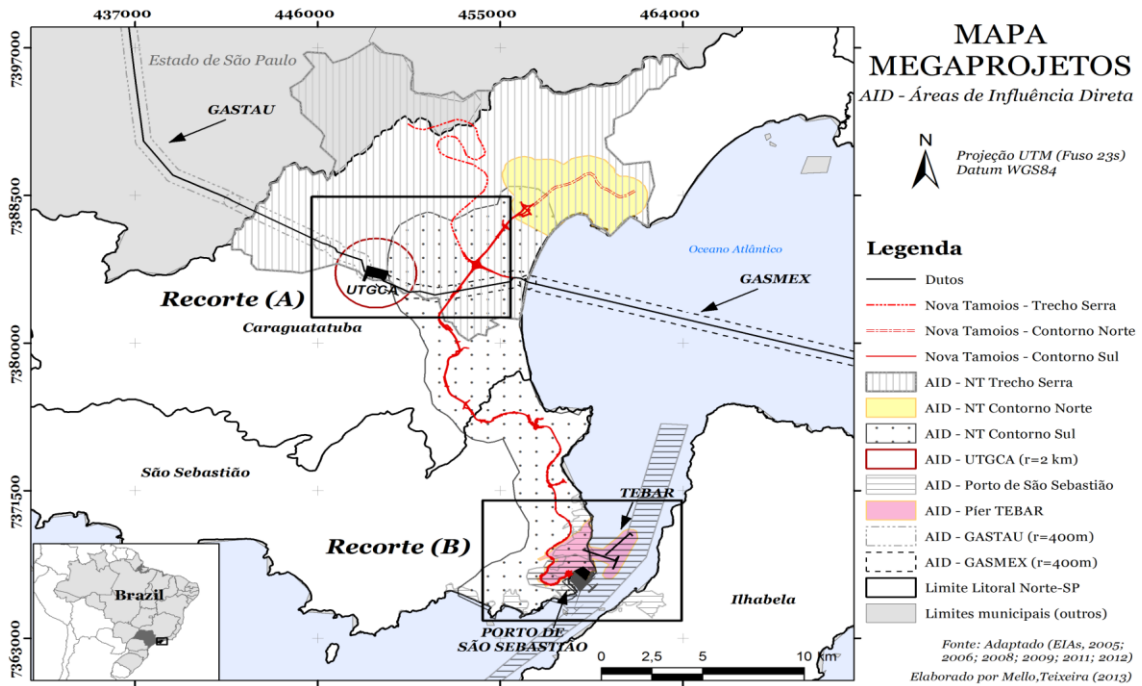 437000
446000
455000
464000
7397000
7388500
7380000
7371500
7363000
Estado de São Paulo
GASTAU
UTGCA
Recorte (A)
Caraguatatuba
Oceano Atlântico
GASMEX
São Sebastião
TEBAR
Recorte (B)
Ilhabela
PORTO DE
SÃO SEBASTIÃO
Brazil
0 2,5 5 10 km
MAPA
MEGAPROJETOS
AID - Áreas de Influência Direta
N
Projeção UTM (Fuso 23s)
Datum WGS84
Legenda
Dutos
Nova Tamoios - Trecho Serra
Nova Tamoios - Contorno Norte
Nova Tamoios - Contorno Sul
AID - NT Trecho Serra
AID - NT Contorno Norte
AID - NT Contorno Sul
AID - UTGCA (r=2 km)
AID - Porto de São Sebastião
AID - Píer TEBAR
AID - GASTAU (r=400m)
AID - GASMEX (r=400m)
Limite Litoral Norte-SP
Limites municipais (outros)
Fonte: Adaptado (EIAs, 2005;
2006; 2008; 2009; 2011; 2012)
Elaborado por Mello,Teixeira (2013)